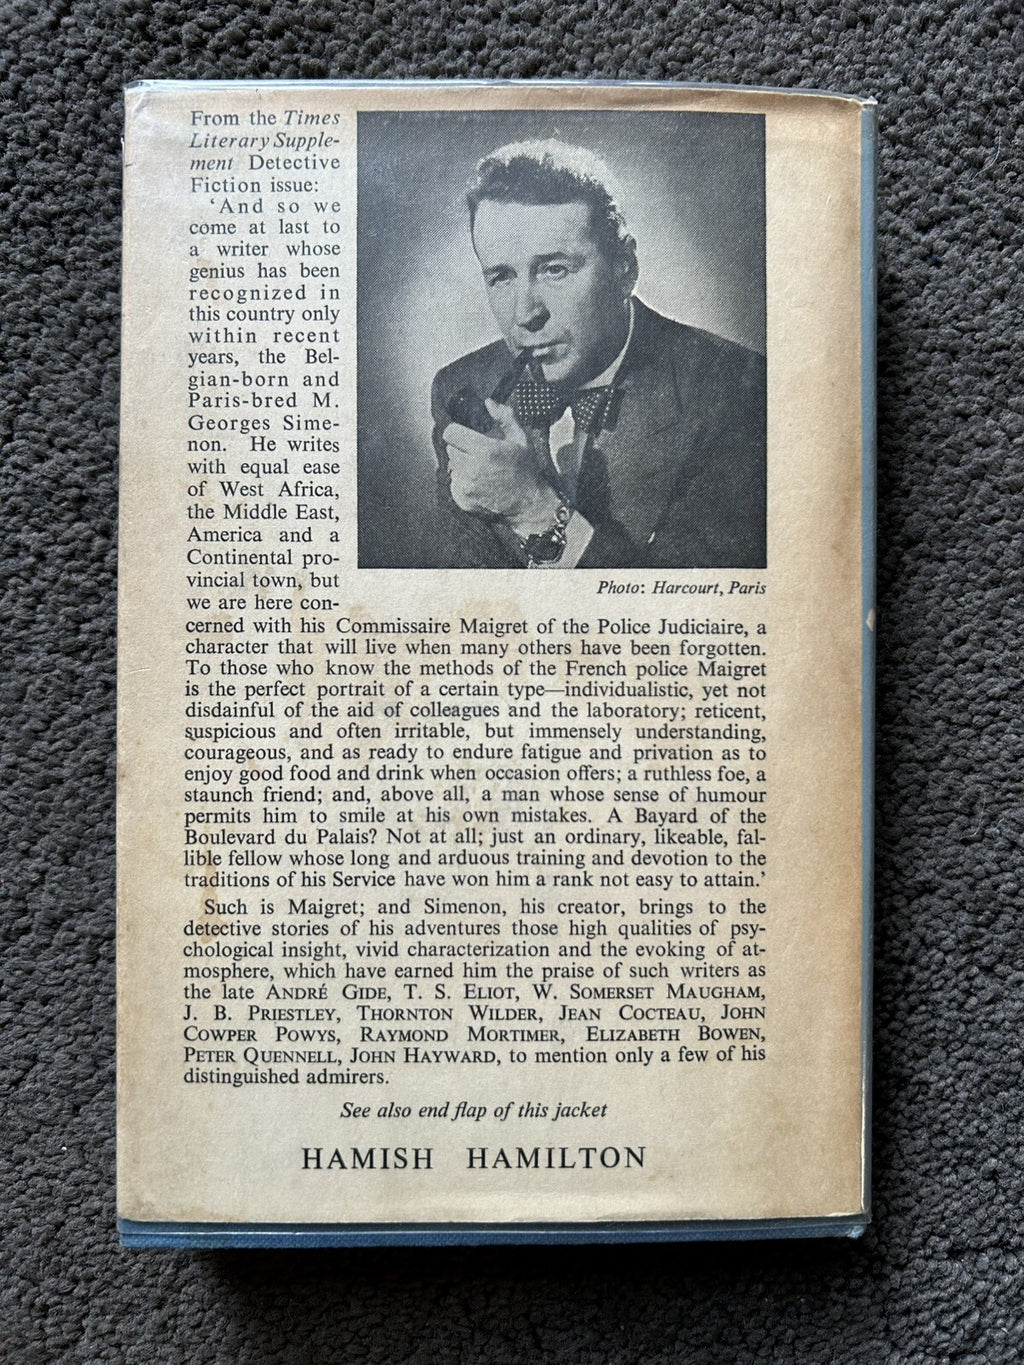 From the Times
Literary Supple-
ment Detective
Fiction issue:
‘And so we
come at last to
a writer whose
genius has been
recognized in
this country only
within recent
years, the Bel-
gian-born and
Paris-bred M.
Georges Sime-
non. He writes
with equal ease
of West Africa,
the Middle East,
America and a
Continental pro-
vincial town, but
we are here con-
Photo: Harcourt, Paris
cerned with his Commissaire Maigret of the Police Judiciaire, a
character that will live when many others have been forgotten.
To those who know the methods of the French police Maigret
is the perfect portrait of a certain type—individualistic, yet not
disdainful of the aid of colleagues and the laboratory; reticent,
suspicious and often irritable, but immensely understanding,
courageous, and as ready to endure fatigue and privation as to
enjoy good food and drink when occasion offers; a ruthless foe, a
staunch friend; and, above all, a man whose sense of humour
permits him to smile at his own mistakes. A Bayard of the
Boulevard du Palais? Not at all; just an ordinary, likeable, fal-
lible fellow whose long and arduous training and devotion to the
traditions of his Service have won him a rank not easy to attain.’
Such is Maigret; and Simenon, his creator, brings to the
detective stories of his adventures those high qualities of psy-
chological insight, vivid characterization and the evoking of at-
mosphere, which have earned him the praise of such writers as
the late ANDRÉ GIDE, T. S. ELIOT, W. SOMERSET MAUGHAM,
J. B. PRIESTLEY, THORNTON WILDER, JEAN COCTEAU, JOHN
COWPER POWYS, RAYMOND MORTIMER, ELIZABETH BOWEN,
PETER QUENNELL, JOHN HAYWARD, to mention only a few of his
distinguished admirers.
See also end flap of this jacket
HAMISH HAMILTON